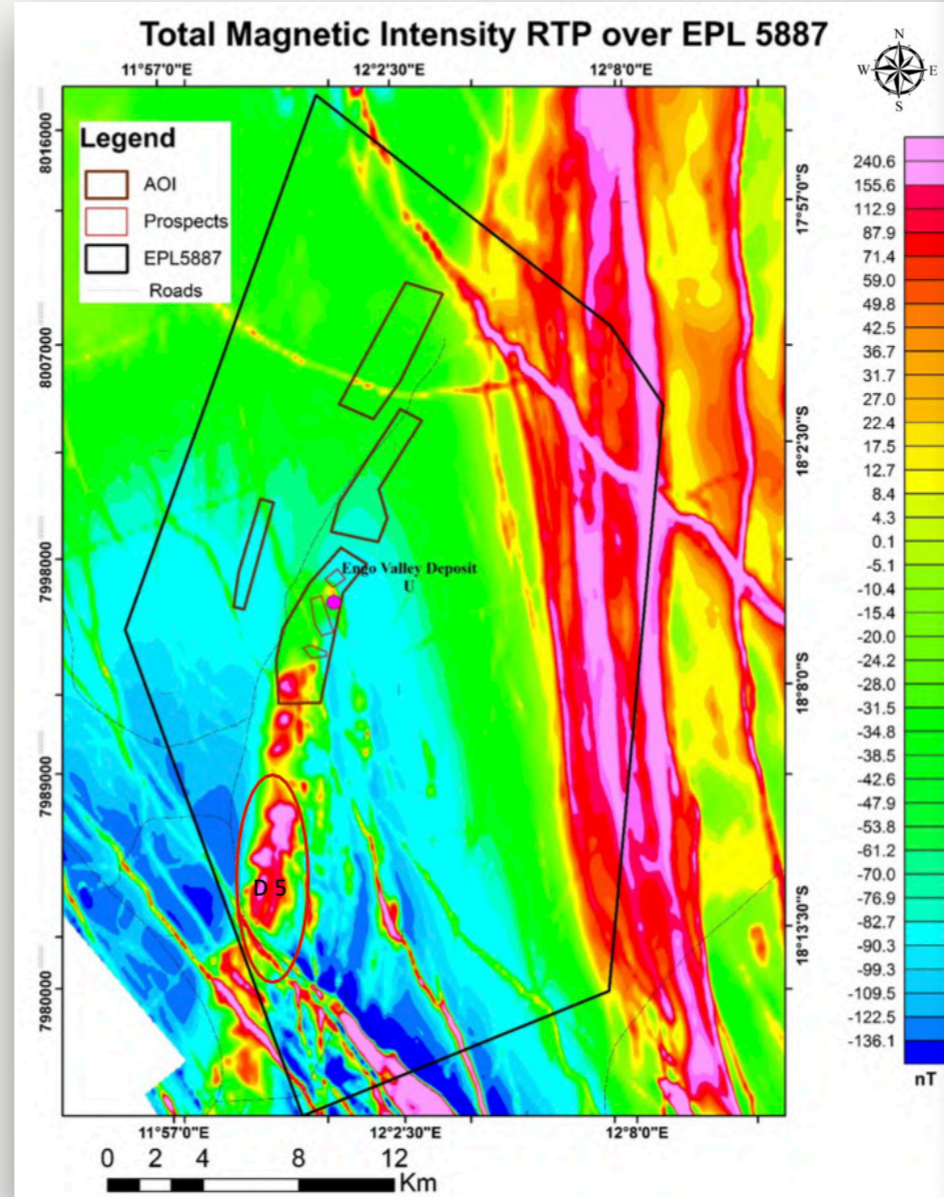 Total Magnetic Intensity RTP over EPL 5887
N
W E
S
11°57'0"E 12°2'30"E 12°8'0"E
Legend
AOI
Prospects
EPL5887
Roads
8016000
8007000
7998000
7989000
7980000
17°57'0"S
18°2'30"S
18°8'0"S
18°13'30"S
Engo Valley Deposit
U
D 5
11°57'0"E 12°2'30"E 12°8'0"E
0 2 4 8 12
Km
240.6
155.6
112.9
87.9
71.4
59.0
49.8
42.5
36.7
31.7
27.0
22.4
17.5
12.7
8.4
4.3
0.1
-5.1
-10.4
-15.4
-20.0
-24.2
-28.0
-31.5
-34.8
-38.5
-42.6
-47.9
-53.8
-61.2
-70.0
-76.9
-82.7
-90.3
-99.3
-109.5
-122.5
-136.1
nT